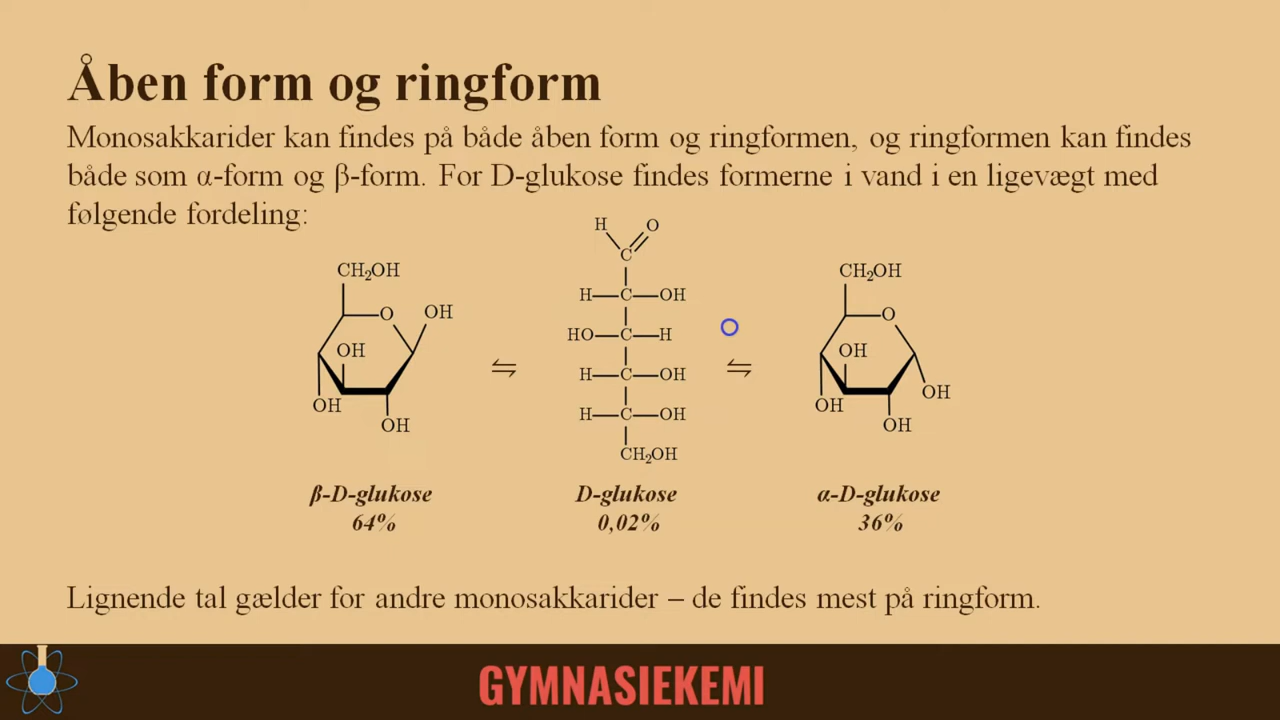 Åben form og ringform
Monosakkarider kan findes på både åben form og ringformen, og ringformen kan findes
både som α-form og β-form. For D-glukose findes formerne i vand i en ligevægt med
følgende fordeling:
CH₂OH
O
OH
OH
OH
OH
⇌
H O
C
H—C—OH
HO—C—H
H—C—OH
H—C—OH
CH₂OH
⇌
CH₂OH
O
OH
OH
OH
OH
β-D-glukose
64%
D-glukose
0,02%
α-D-glukose
36%
Lignende tal gælder for andre monosakkarider – de findes mest på ringform.
GYMNASIEKEMI